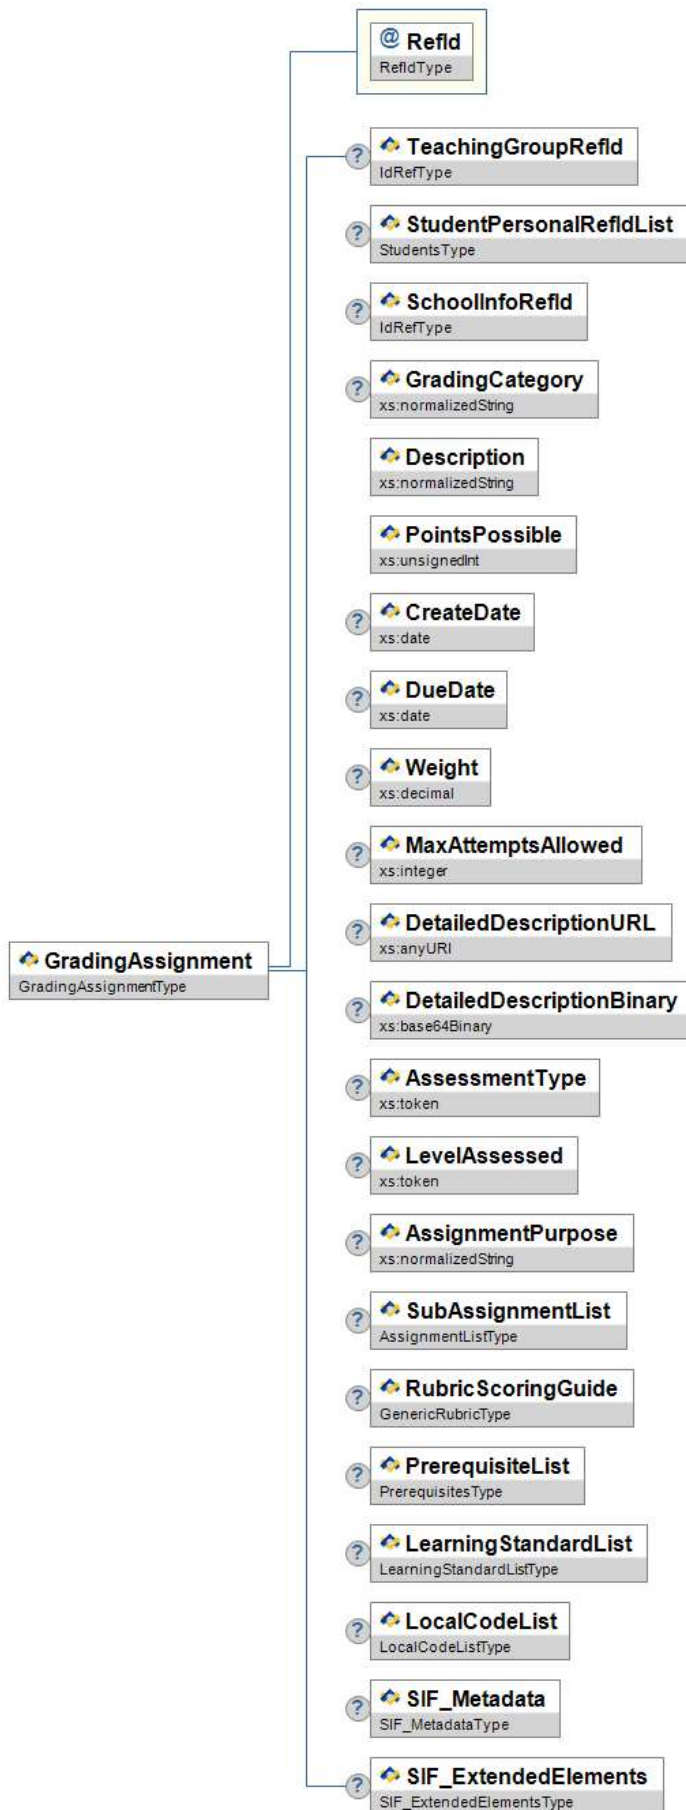 @ RefId
RefIdType
? TeachingGroupRefId
IdRefType
? StudentPersonalRefIdList
StudentsType
? SchoolInfoRefId
IdRefType
? GradingCategory
xs:normalizedString
Description
xs:normalizedString
PointsPossible
xs:unsignedInt
? CreateDate
xs:date
? DueDate
xs:date
? Weight
xs:decimal
? MaxAttemptsAllowed
xs:integer
? DetailedDescriptionURL
xs:anyURI
GradingAssignment
GradingAssignmentType
? DetailedDescriptionBinary
xs:base64Binary
? AssessmentType
xs:token
? LevelAssessed
xs:token
? AssignmentPurpose
xs:normalizedString
? SubAssignmentList
AssignmentListType
? RubricScoringGuide
GenericRubricType
? PrerequisiteList
PrerequisitesType
? LearningStandardList
LearningStandardListType
? LocalCodeList
LocalCodeListType
? SIF_Metadata
SIF_MetadataType
? SIF_ExtendedElements
SIF_ExtendedElementsType